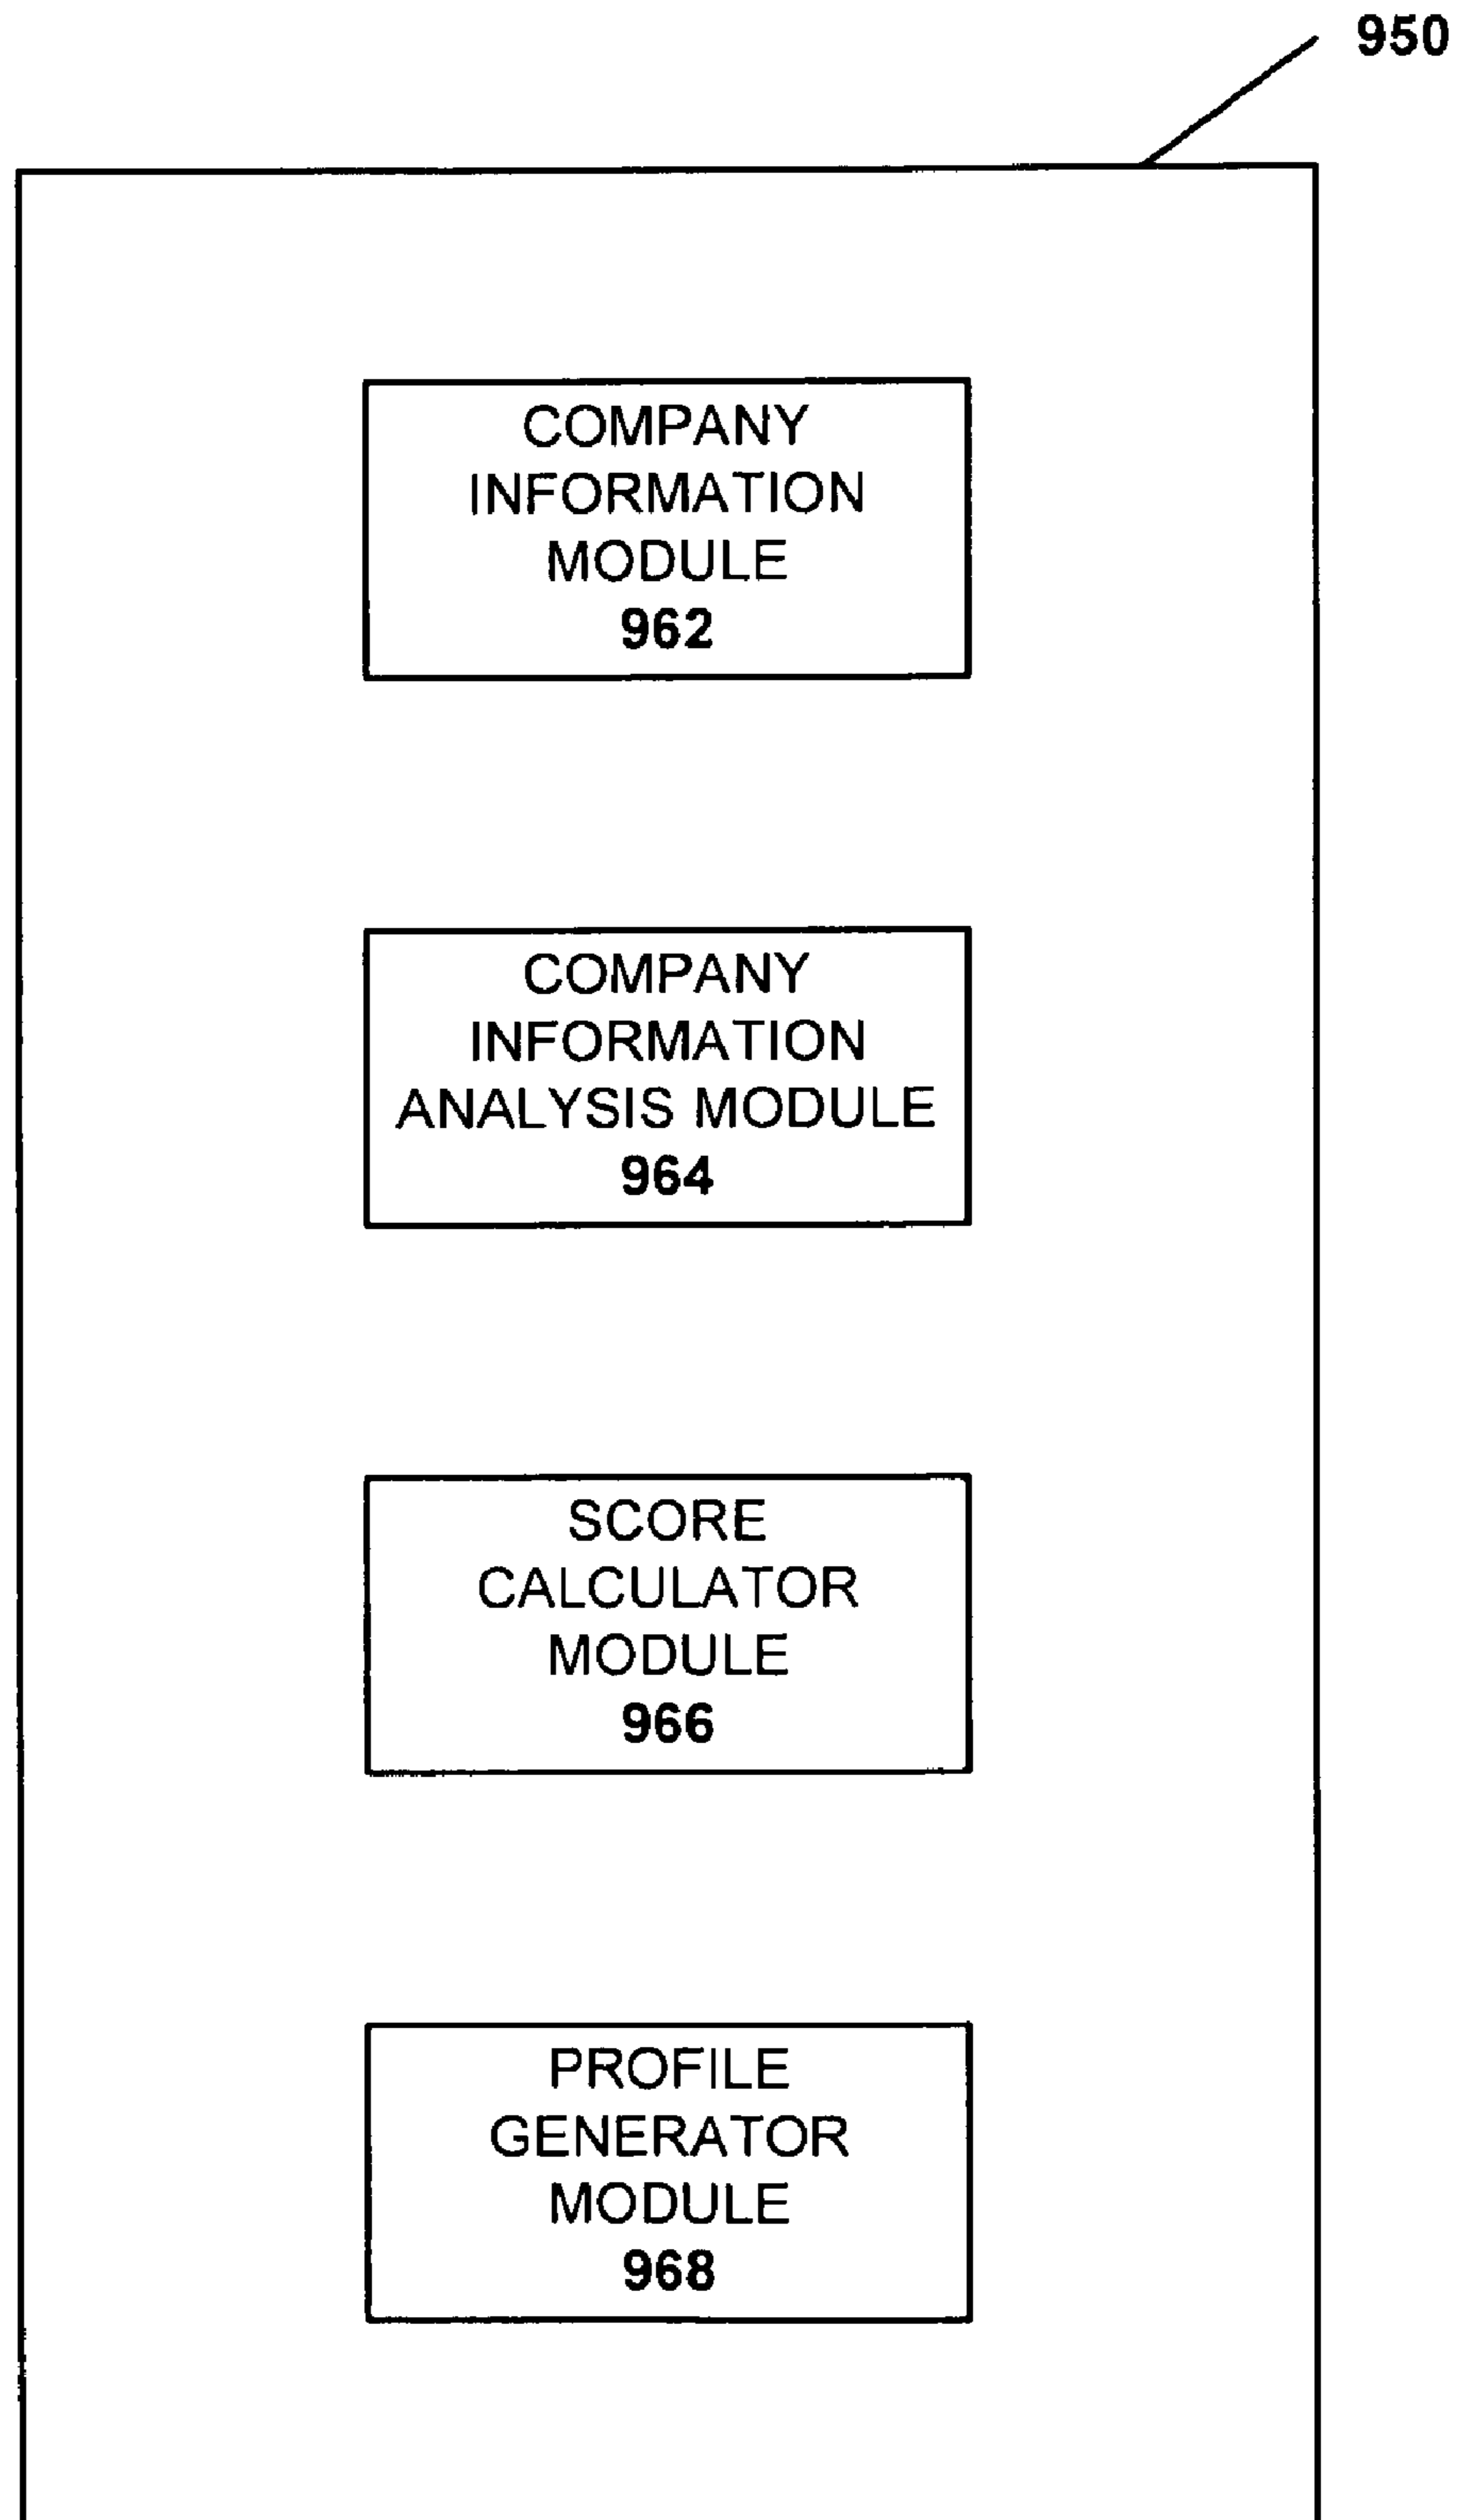 950
COMPANY
INFORMATION
MODULE
962
COMPANY
INFORMATION
ANALYSIS MODULE
964
SCORE
CALCULATOR
MODULE
966
PROFILE
GENERATOR
MODULE
968